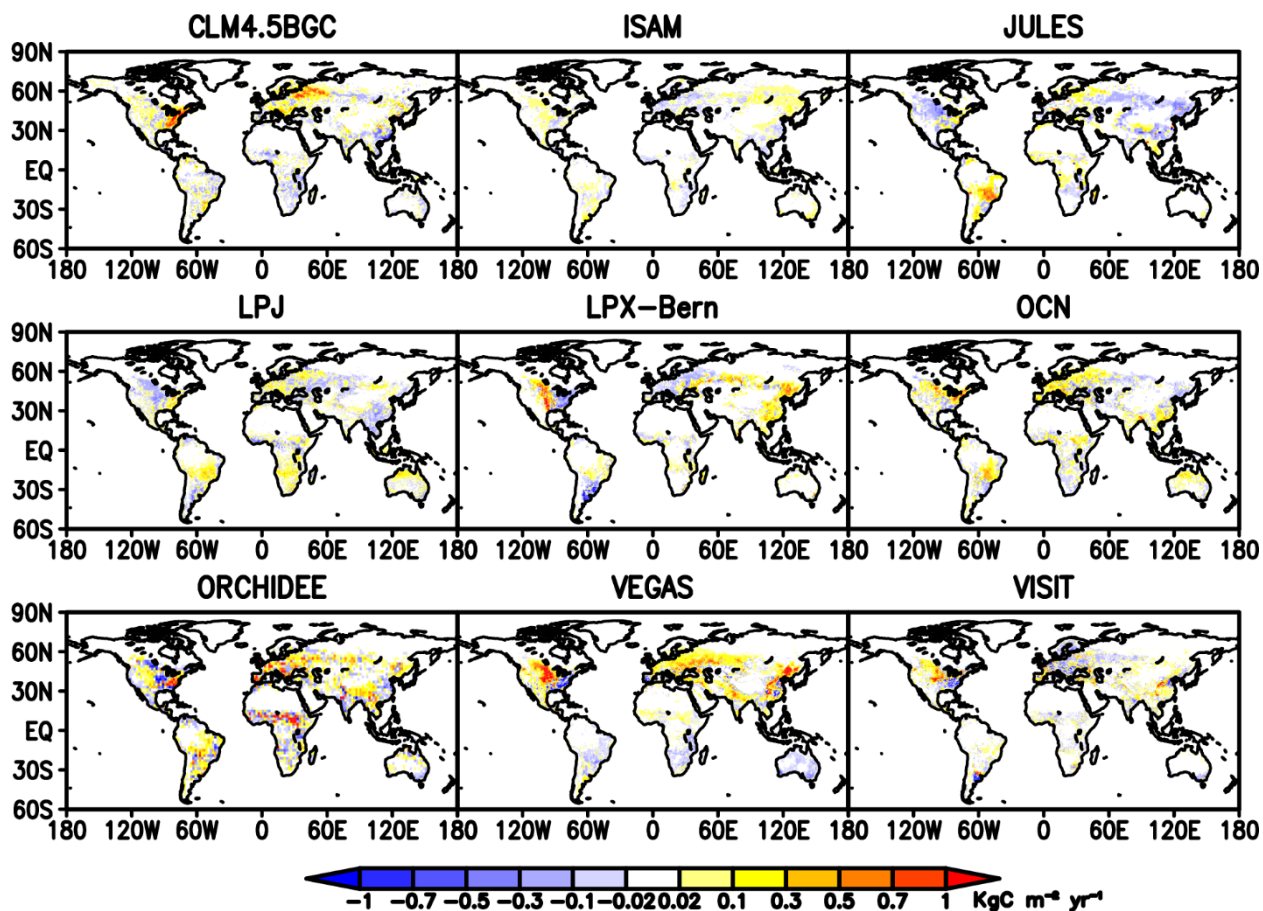 CLM4.5BGC ISAM JULES
90N
60N
30N
EQ
30S
60S
180 120W 60W 0 60E 120E 180 120W 60W 0 60E 120E 180 120W 60W 0 60E 120E 180
LPJ LPX-Bern OCN
90N
60N
30N
EQ
30S
60S
180 120W 60W 0 60E 120E 180 120W 60W 0 60E 120E 180 120W 60W 0 60E 120E 180
ORCHIDEE VEGAS VISIT
90N
60N
30N
EQ
30S
60S
180 120W 60W 0 60E 120E 180 120W 60W 0 60E 120E 180 120W 60W 0 60E 120E 180
-1 -0.7 -0.5 -0.3 -0.1 -0.02 0.02 0.1 0.3 0.5 0.7 1 KgC m⁻² yr⁻¹